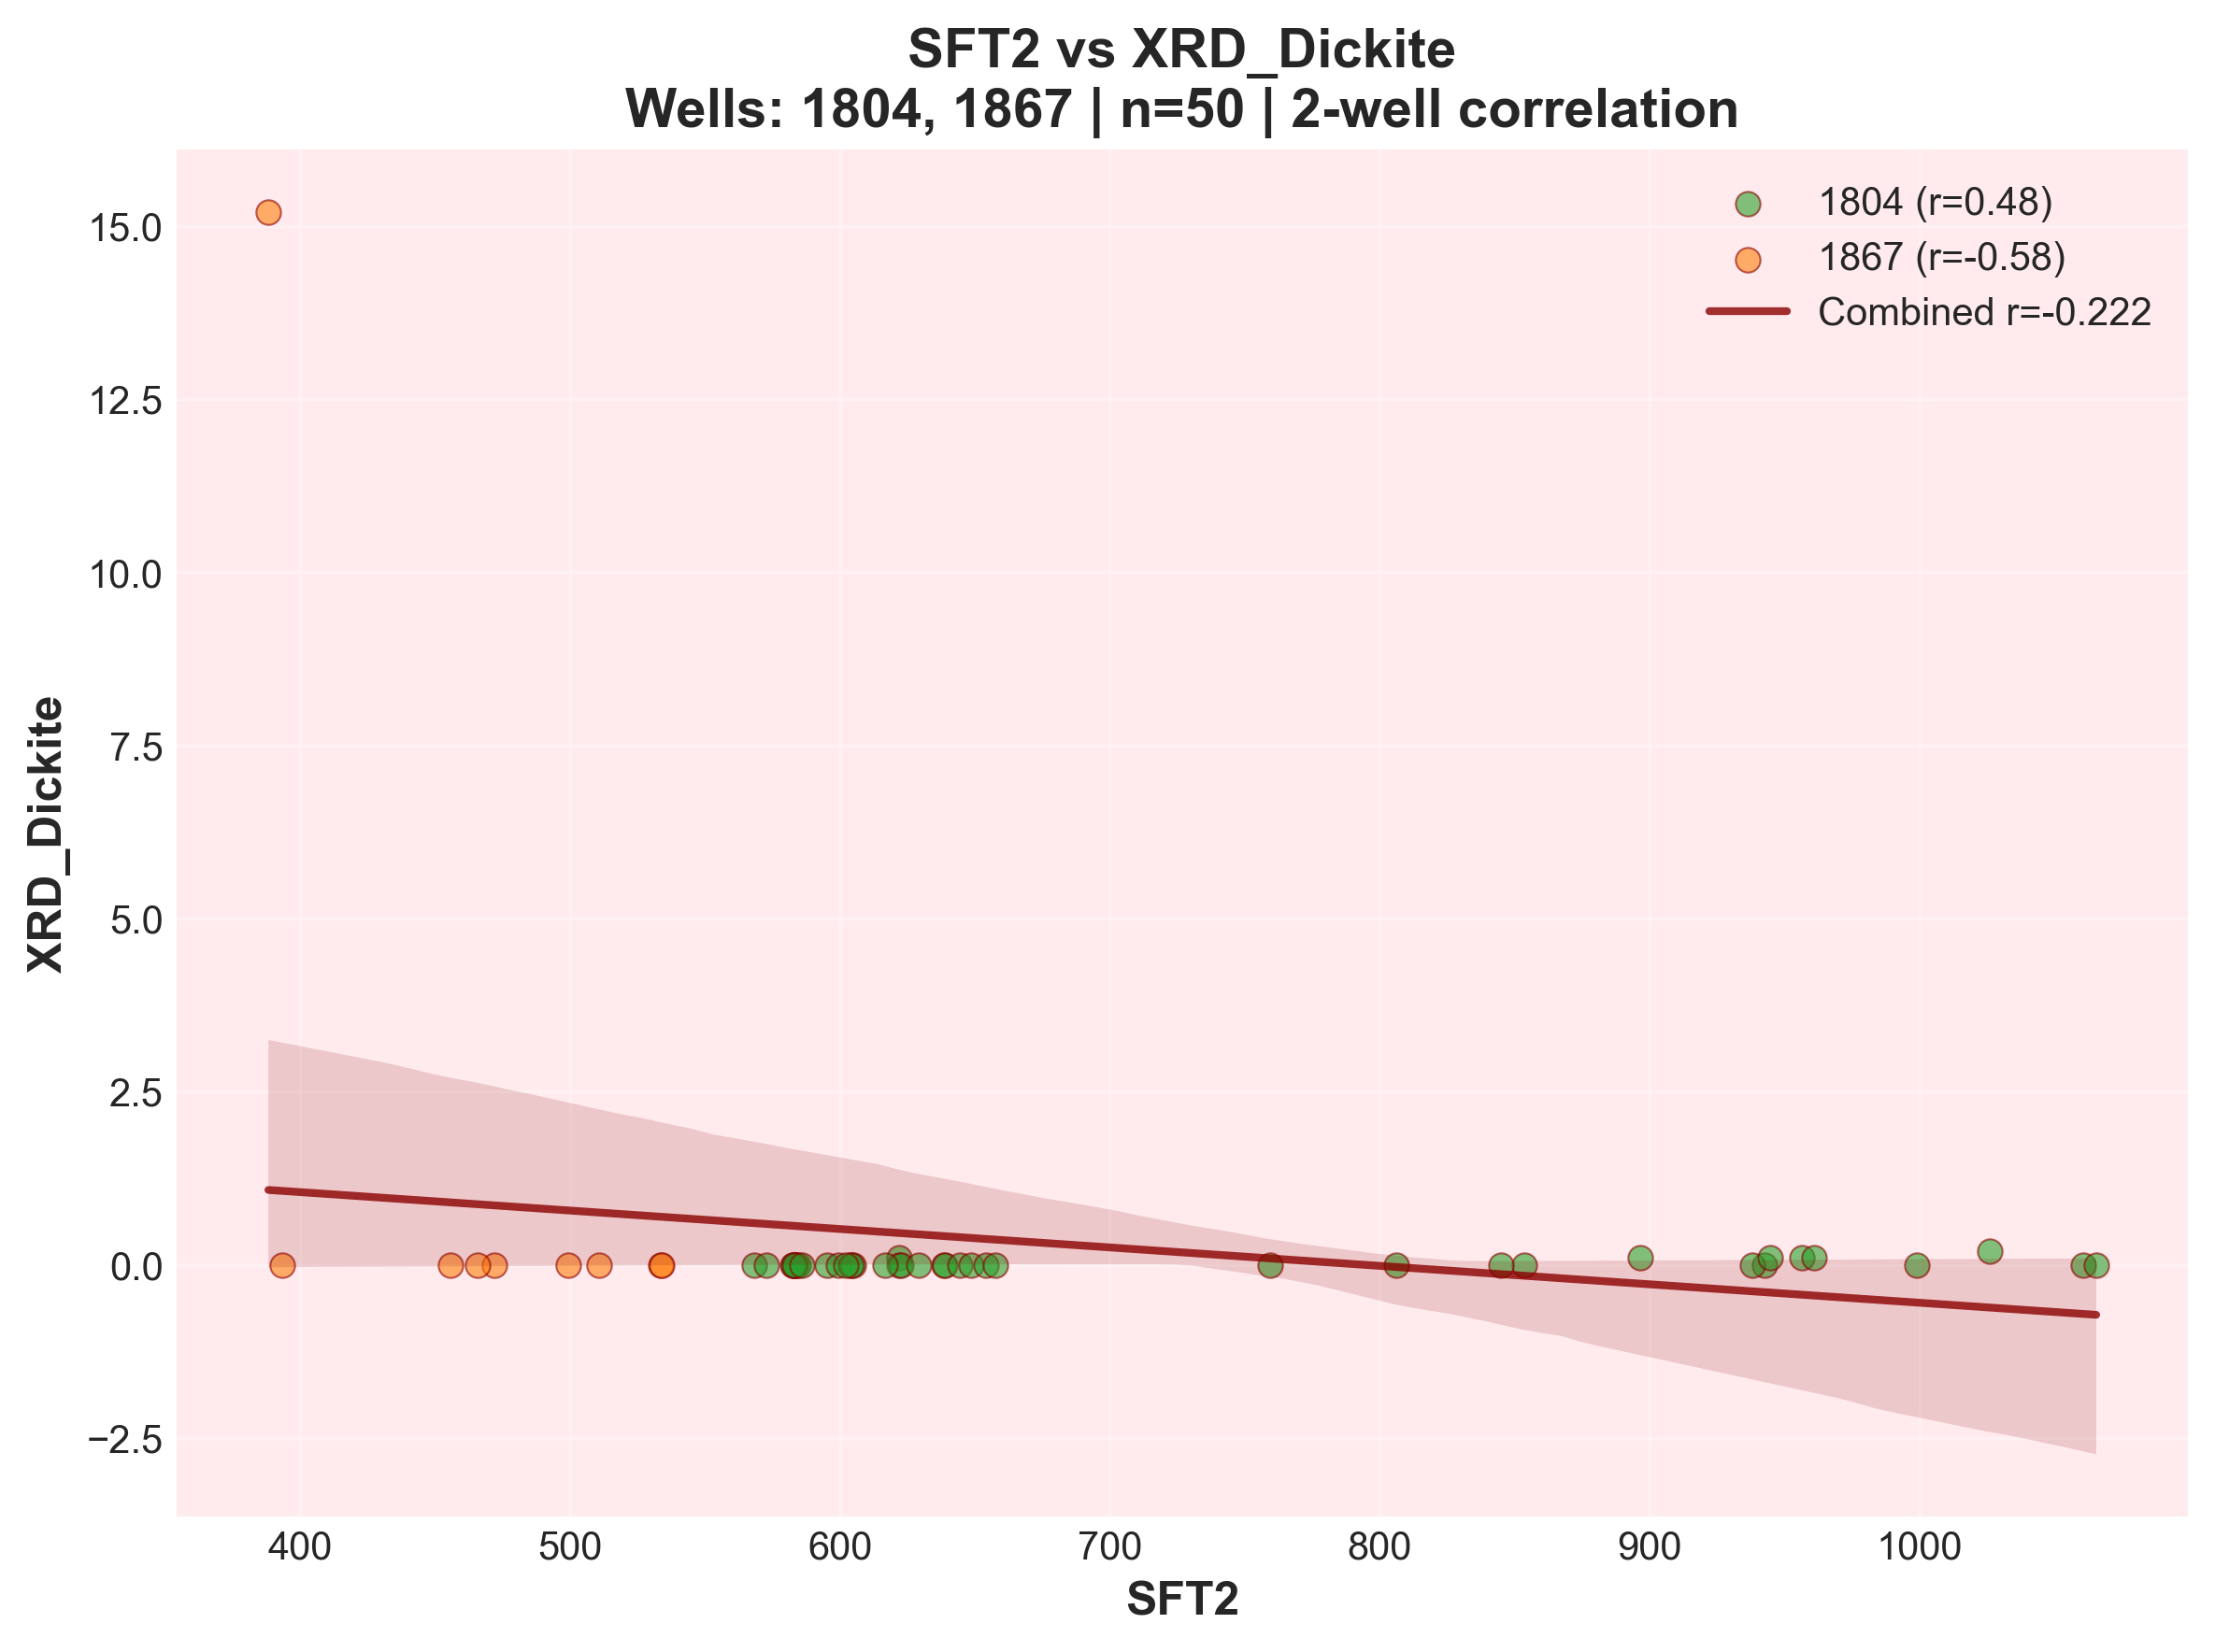 SFT2 vs XRD_Dickite
Wells: 1804, 1867 | n=50 | 2-well correlation
1804 (r=0.48)
1867 (r=-0.58)
Combined r=-0.222
XRD_Dickite
15.0
12.5
10.0
7.5
5.0
2.5
0.0
−2.5
400 500 600 700 800 900 1000
SFT2